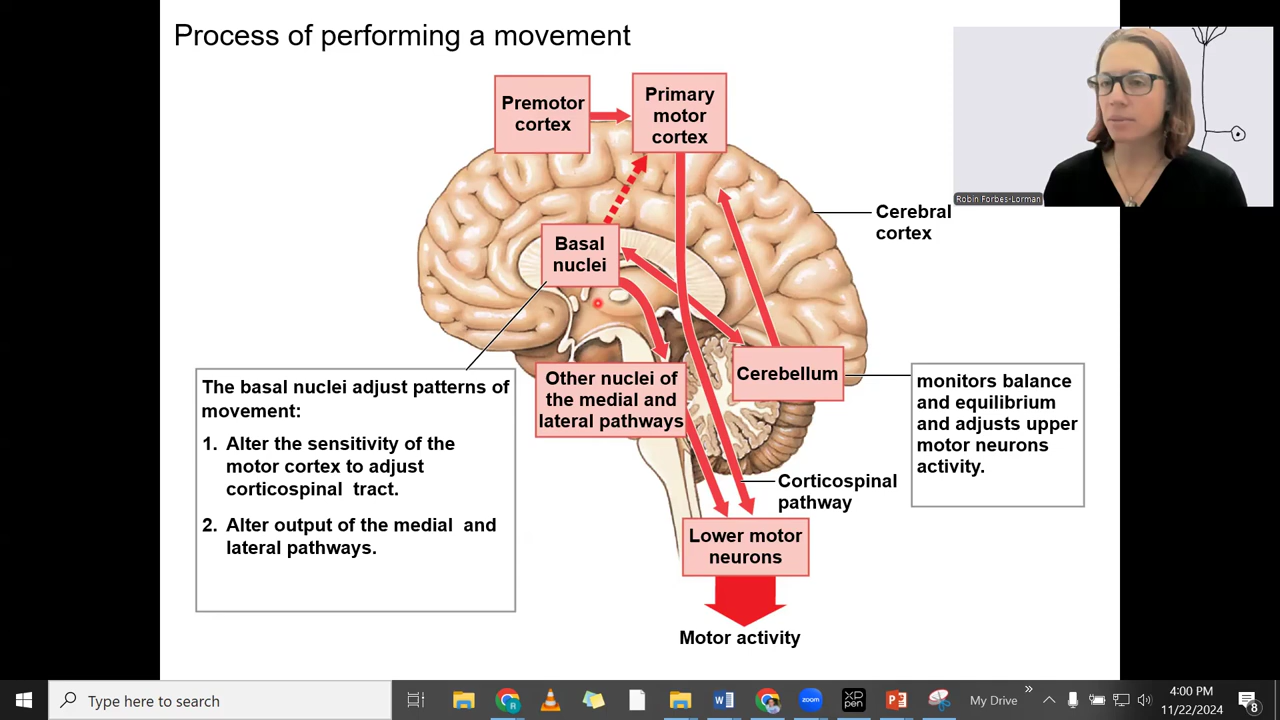 Process of performing a movement
Premotor
cortex
Primary
motor
cortex
Robin Forbes-Lorman
Cerebral
cortex
Basal
nuclei
The basal nuclei adjust patterns of
movement:
1. Alter the sensitivity of the
motor cortex to adjust
corticospinal tract.
2. Alter output of the medial and
lateral pathways.
Other nuclei of
the medial and
lateral pathways
Cerebellum
monitors balance
and equilibrium
and adjusts upper
motor neurons
activity.
Corticospinal
pathway
Lower motor
neurons
Motor activity
Type here to search
zoom
XP
PEN
My Drive
4:00 PM
11/22/2024
8